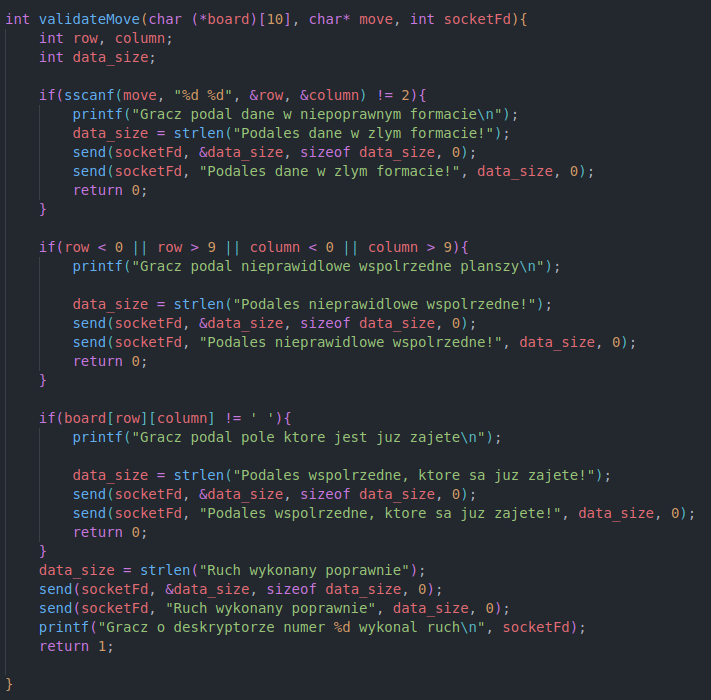 int validateMove(char (*board)[10], char* move, int socketFd){
    int row, column;
    int data_size;

    if(sscanf(move, "%d %d", &row, &column) != 2){
        printf("Gracz podal dane w niepoprawnym formacie\n");
        data_size = strlen("Podales dane w zlym formacie!");
        send(socketFd, &data_size, sizeof data_size, 0);
        send(socketFd, "Podales dane w zlym formacie!", data_size, 0);
        return 0;
    }

    if(row < 0 || row > 9 || column < 0 || column > 9){
        printf("Gracz podal nieprawidlowe wspolrzedne planszy\n");

        data_size = strlen("Podales nieprawidlowe wspolrzedne!");
        send(socketFd, &data_size, sizeof data_size, 0);
        send(socketFd, "Podales nieprawidlowe wspolrzedne!", data_size, 0);
        return 0;
    }

    if(board[row][column] != ' '){
        printf("Gracz podal pole ktore jest juz zajete\n");

        data_size = strlen("Podales wspolrzedne, ktore sa juz zajete!");
        send(socketFd, &data_size, sizeof data_size, 0);
        send(socketFd, "Podales wspolrzedne, ktore sa juz zajete!", data_size, 0);
        return 0;
    }
    data_size = strlen("Ruch wykonany poprawnie");
    send(socketFd, &data_size, sizeof data_size, 0);
    send(socketFd, "Ruch wykonany poprawnie", data_size, 0);
    printf("Gracz o deskryptorze numer %d wykonal ruch\n", socketFd);
    return 1;

}